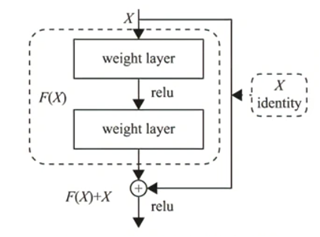 X
weight layer
F(X)
relu
X
identity
weight layer
F(X)+X
+
relu